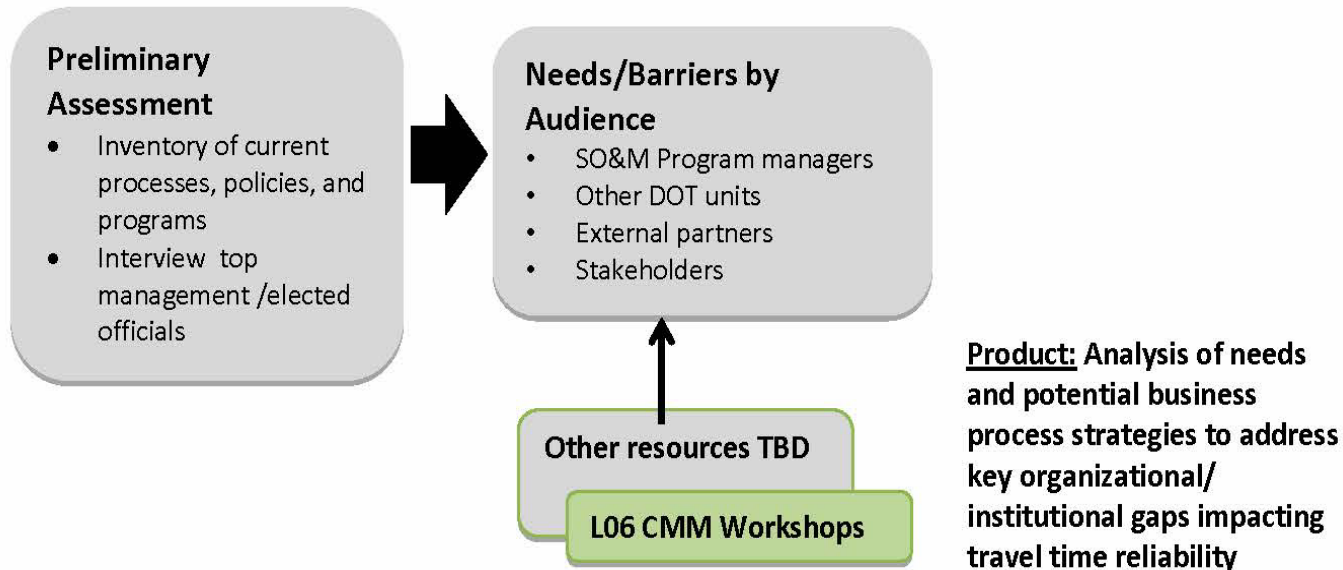 Preliminary
Assessment
• Inventory of current
processes, policies, and
programs
• Interview top
management /elected
officials
Needs/Barriers by
Audience
• SO&M Program managers
• Other DOT units
• External partners
• Stakeholders
Other resources TBD
L06 CMM Workshops
Product: Analysis of needs
and potential business
process strategies to address
key organizational/
institutional gaps impacting
travel time reliability